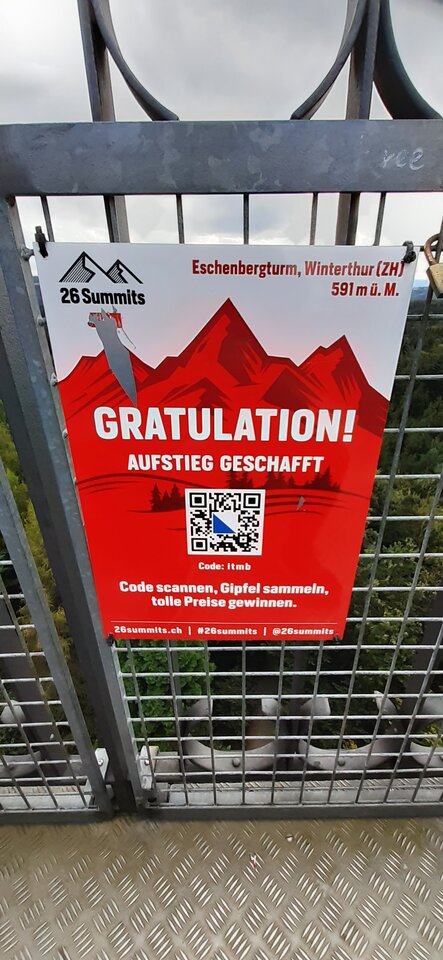 ree
26 Summits
Eschenbergturm, Winterthur (ZH)
591 m ü. M.
GRATULATION!
AUFSTIEG GESCHAFFT
Code: itmb
Code scannen, Gipfel sammeln,
tolle Preise gewinnen.
26summits.ch | #26summits | @26summits